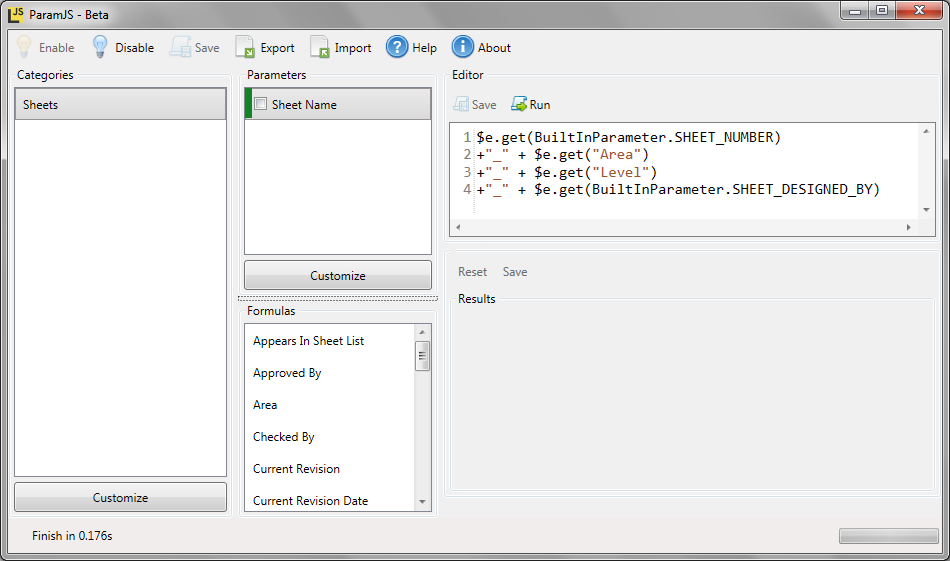 JS ParamJS - Beta
Enable Disable Save Export Import Help About
Categories
Sheets
Customize
Parameters
Sheet Name
Customize
Formulas
Appears In Sheet List
Approved By
Area
Checked By
Current Revision
Current Revision Date
Editor
Save Run
1 $e.get(BuiltInParameter.SHEET_NUMBER)
2 +"_" + $e.get("Area")
3 +"_" + $e.get("Level")
4 +"_" + $e.get(BuiltInParameter.SHEET_DESIGNED_BY)
Reset Save
Results
Finish in 0.176s